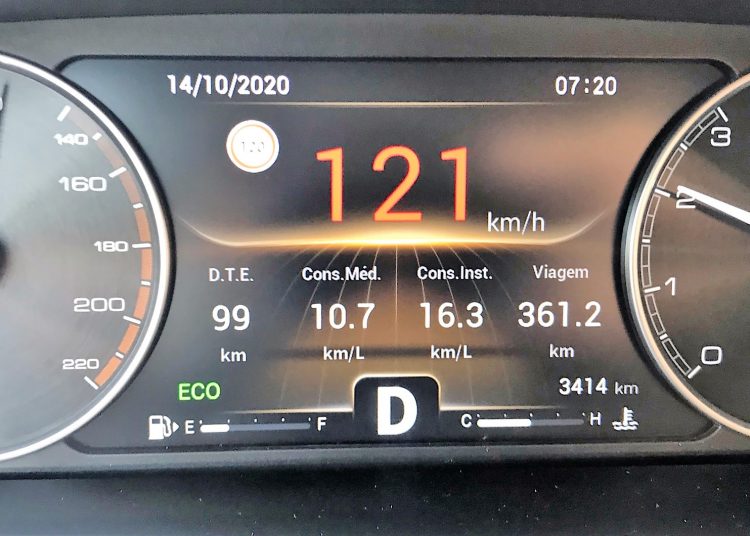 14/10/2020 07:20
120
121 km/h
D.T.E. Cons.Méd. Cons.Inst. Viagem
99 10.7 16.3 361.2
km km/L km/L km
ECO 3414 km
E F D C H
140
160
180
200
220
3
2
1
0